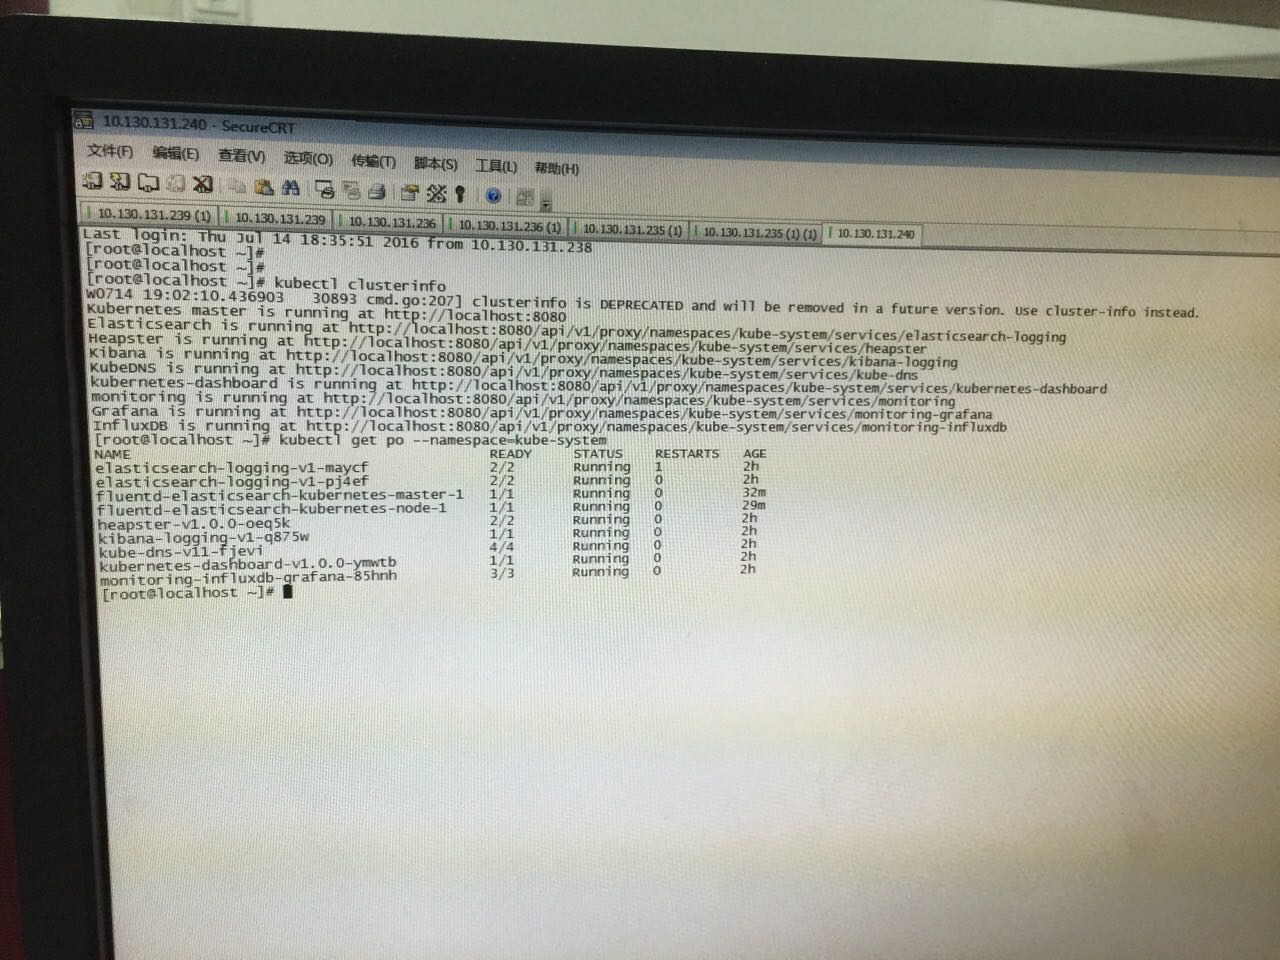 10.130.131.240 - SecureCRT
文件(F) 编辑(E) 查看(V) 选项(O) 传输(T) 脚本(S) 工具(L) 帮助(H)
10.130.131.239 (1) 10.130.131.239 10.130.131.236 10.130.131.236 (1) 10.130.131.235 (1) 10.130.131.235 (1) (1) 10.130.131.240
Last login: Thu Jul 14 18:35:51 2016 from 10.130.131.238
[root@localhost ~]#
[root@localhost ~]#
[root@localhost ~]# kubectl clusterinfo
W0714 19:02:10.436903 30893 cmd.go:207] clusterinfo is DEPRECATED and will be removed in a future version. Use cluster-info instead.
Kubernetes master is running at http://localhost:8080
Elasticsearch is running at http://localhost:8080/api/v1/proxy/namespaces/kube-system/services/elasticsearch-logging
Heapster is running at http://localhost:8080/api/v1/proxy/namespaces/kube-system/services/heapster
Kibana is running at http://localhost:8080/api/v1/proxy/namespaces/kube-system/services/kibana-logging
KubeDNS is running at http://localhost:8080/api/v1/proxy/namespaces/kube-system/services/kube-dns
kubernetes-dashboard is running at http://localhost:8080/api/v1/proxy/namespaces/kube-system/services/kubernetes-dashboard
monitoring is running at http://localhost:8080/api/v1/proxy/namespaces/kube-system/services/monitoring
Grafana is running at http://localhost:8080/api/v1/proxy/namespaces/kube-system/services/monitoring-grafana
InfluxDB is running at http://localhost:8080/api/v1/proxy/namespaces/kube-system/services/monitoring-influxdb
[root@localhost ~]# kubectl get po --namespace=kube-system
NAME READY STATUS RESTARTS AGE
elasticsearch-logging-v1-maycf 2/2 Running 1 2h
elasticsearch-logging-v1-pj4ef 2/2 Running 0 2h
fluentd-elasticsearch-kubernetes-master-1 1/1 Running 0 32m
fluentd-elasticsearch-kubernetes-node-1 1/1 Running 0 29m
heapster-v1.0.0-oeq5k 2/2 Running 0 2h
kibana-logging-v1-q875w 1/1 Running 0 2h
kube-dns-v11-fjevi 4/4 Running 0 2h
kubernetes-dashboard-v1.0.0-ymwtb 1/1 Running 0 2h
monitoring-influxdb-grafana-85hnh 3/3 Running 0 2h
[root@localhost ~]#